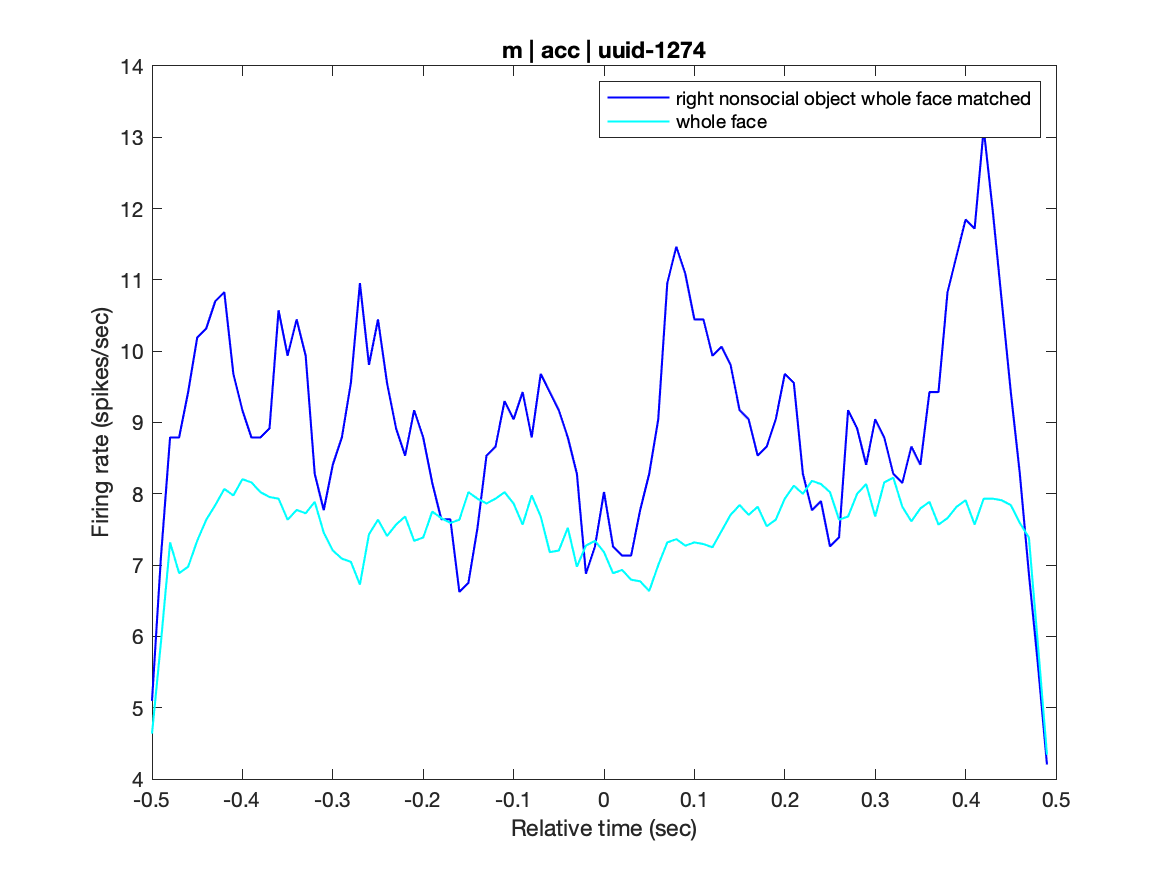 m | acc | uuid-1274
right nonsocial object whole face matched
whole face
14
13
12
11
10
9
8
7
6
5
4
Firing rate (spikes/sec)
-0.5 -0.4 -0.3 -0.2 -0.1 0 0.1 0.2 0.3 0.4 0.5
Relative time (sec)